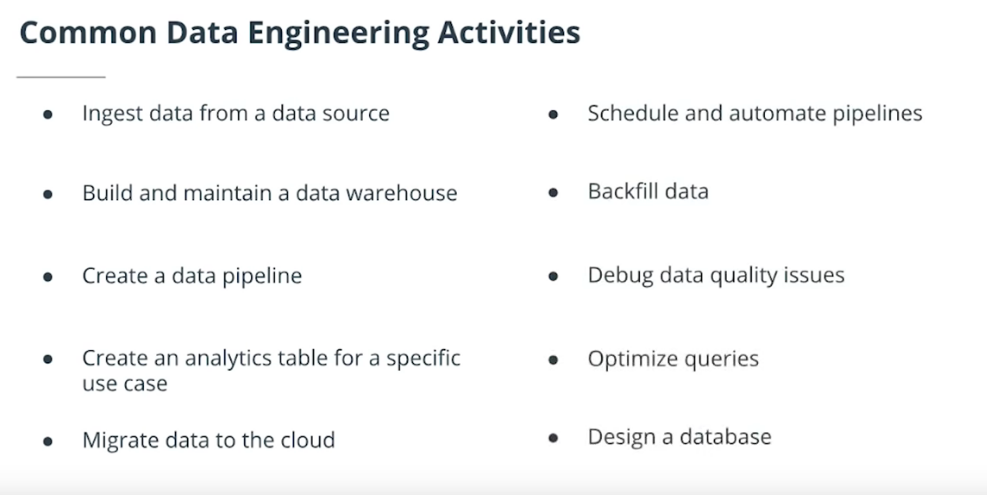 Common Data Engineering Activities
• Ingest data from a data source
• Build and maintain a data warehouse
• Create a data pipeline
• Create an analytics table for a specific
use case
• Migrate data to the cloud
• Schedule and automate pipelines
• Backfill data
• Debug data quality issues
• Optimize queries
• Design a database